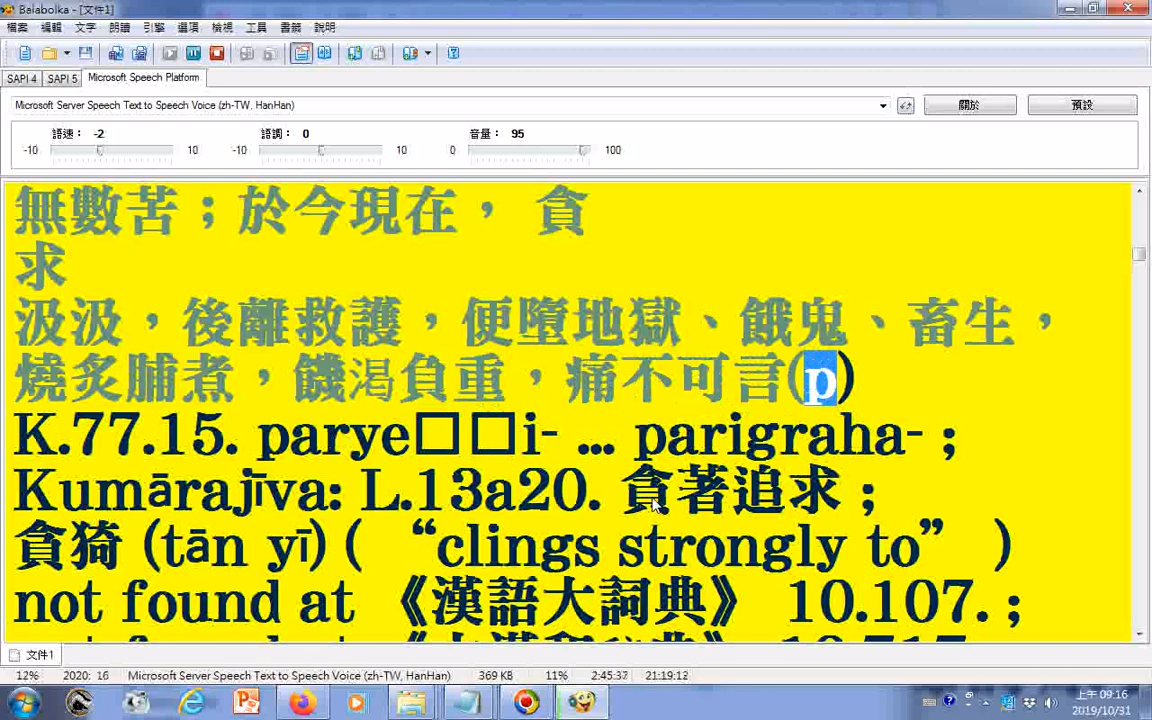 Balabolka - [文件1]
檔案 編輯 文字 朗讀 引擎 選項 檢視 工具 書籤 說明
SAPI 4 SAPI 5 Microsoft Speech Platform
Microsoft Server Speech Text to Speech Voice (zh-TW, HanHan)
關於 預設
語速： -2 語調： 0 音量： 95
-10 10 -10 10 0 100
無數苦；於今現在， 貪
求
汲汲，後離救護，便墮地獄、餓鬼、畜生，
燒炙脯煮，饑渴負重，痛不可言(p)
K.77.15. parye□□i- ... parigraha- ;
Kumārajīva: L.13a20. 貪著追求；
貪猗 (tān yī) ( “clings strongly to” )
not found at 《漢語大詞典》 10.107. ;
文件1
12% 2020: 16 Microsoft Server Speech Text to Speech Voice (zh-TW, HanHan) 369 KB 11% 2:45:37 21:19:12
上午 09:16
2019/10/31